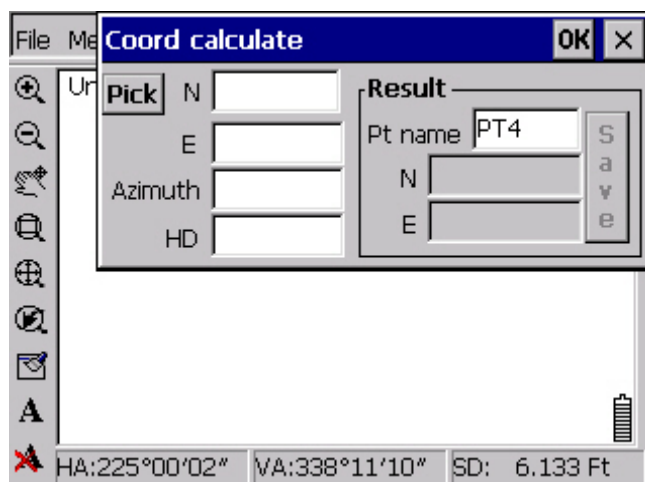 File Me Coord calculate OK ×
Ur Pick N Result
Pt name PT4
E
N
Azimuth
E
HD
Save
A
A
HA:225°00'02" VA:338°11'10" SD: 6.133 Ft